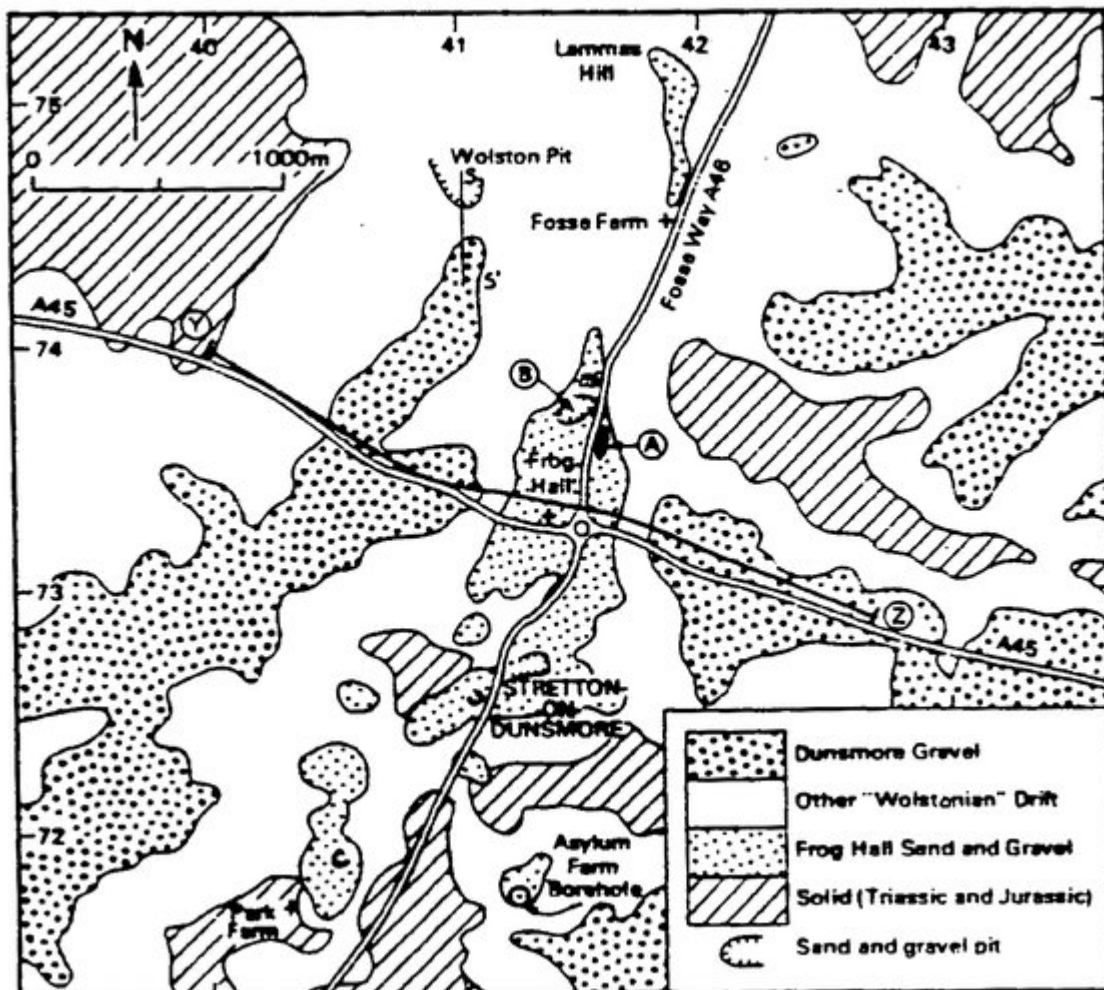 40
41
42
43
N
Lammas
Hill
75
0
1000m
Wolston Pit
S
Fosse Farm
Fosse Way A46
S'
A45
Y
74
B
A
Frog
Hall
73
Z
A45
STRETTON-
ON-
DUNSMORE
72
C
Asylum
Farm
Borehole
Park
Farm
Dunsmore Gravel
Other "Wolstonian" Drift
Frog Hall Sand and Gravel
Solid (Triassic and Jurassic)
Sand and gravel pit